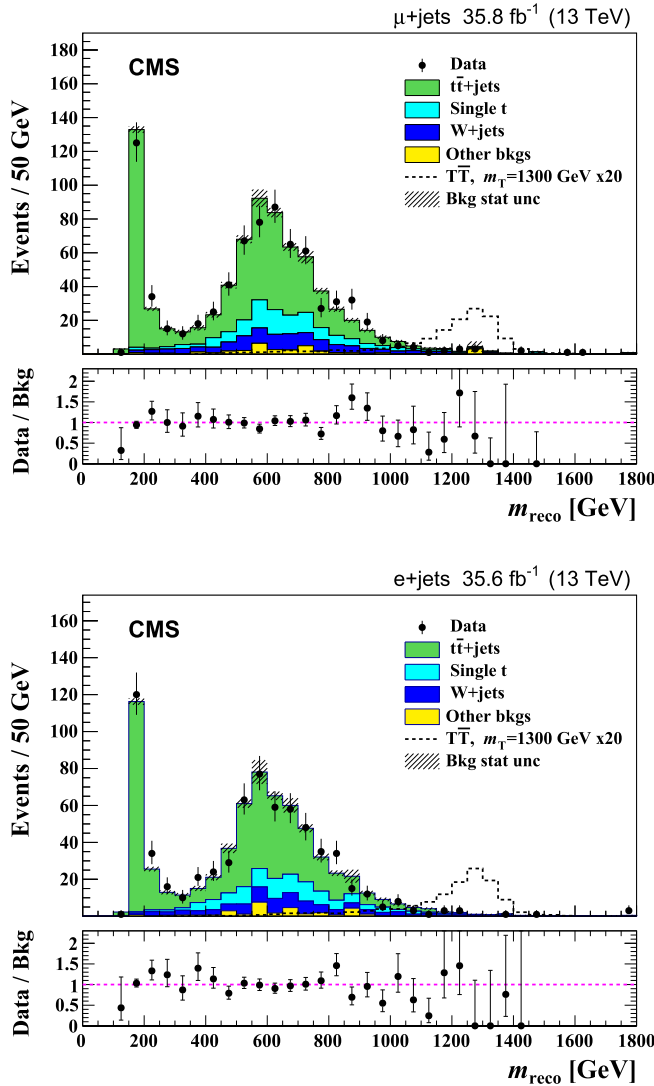 μ+jets 35.8 fb⁻¹ (13 TeV)
CMS
Events / 50 GeV
180
160
140
120
100
80
60
40
20
Data
tt̅+jets
Single t
W+jets
Other bkgs
TT̅, m_T=1300 GeV x20
Bkg stat unc
Data / Bkg
2
1.5
1
0.5
0
0 200 400 600 800 1000 1200 1400 1600 1800
m_reco [GeV]
e+jets 35.6 fb⁻¹ (13 TeV)
CMS
Events / 50 GeV
160
140
120
100
80
60
40
20
Data
tt̅+jets
Single t
W+jets
Other bkgs
TT̅, m_T=1300 GeV x20
Bkg stat unc
Data / Bkg
2
1.5
1
0.5
0
0 200 400 600 800 1000 1200 1400 1600 1800
m_reco [GeV]